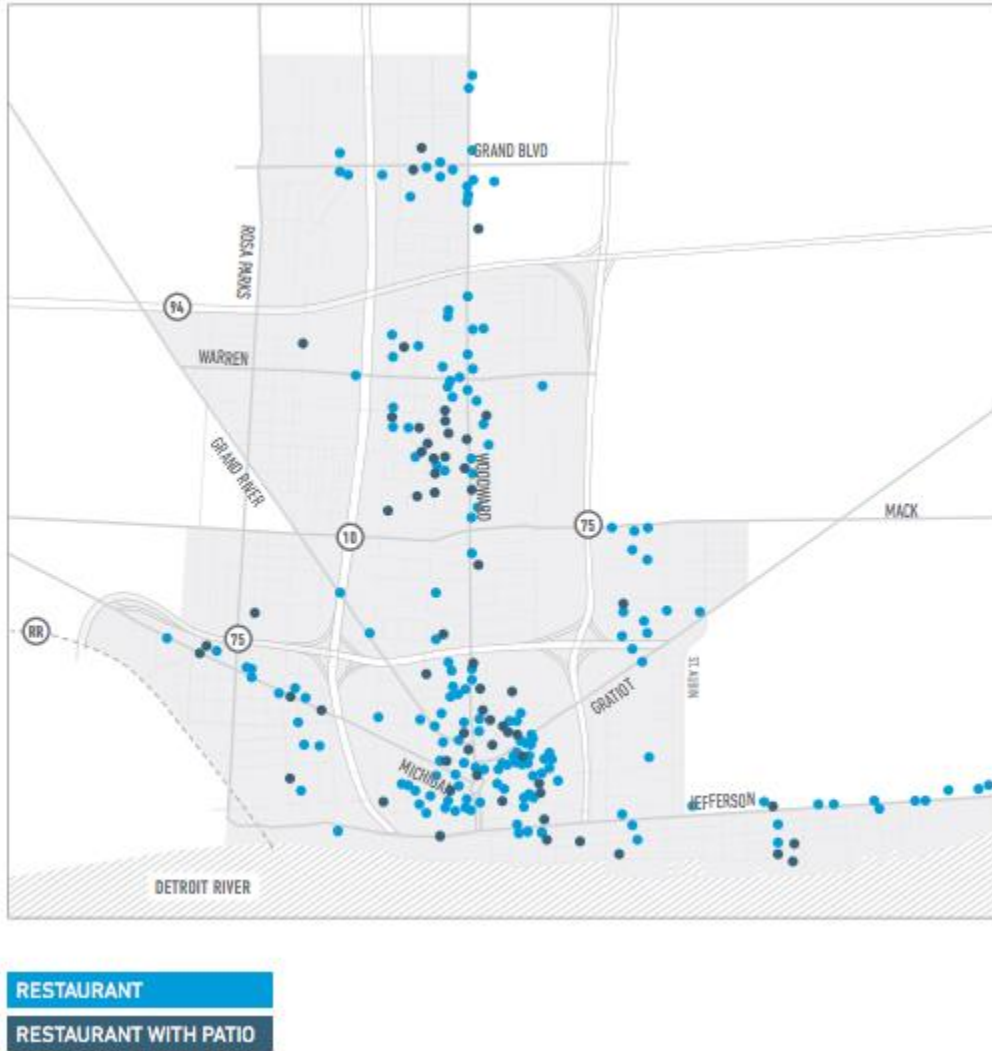 GRAND BLVD
ROSA PARKS
94
WARREN
GRAND RIVER
WOODWARD
MACK
75
10
RR
75
ST. AUBIN
GRATIOT
MICHIGAN
JEFFERSON
DETROIT RIVER
RESTAURANT
RESTAURANT WITH PATIO